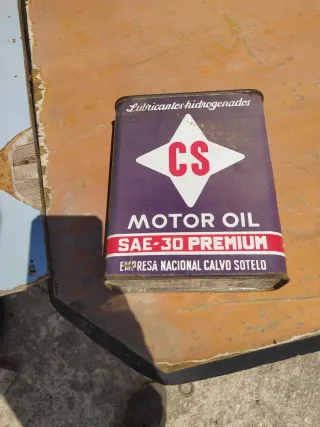 Lubricantes hidrogenados
CS
MOTOR OIL
SAE-30 PREMIUM
EMPRESA NACIONAL CALVO SOTELO